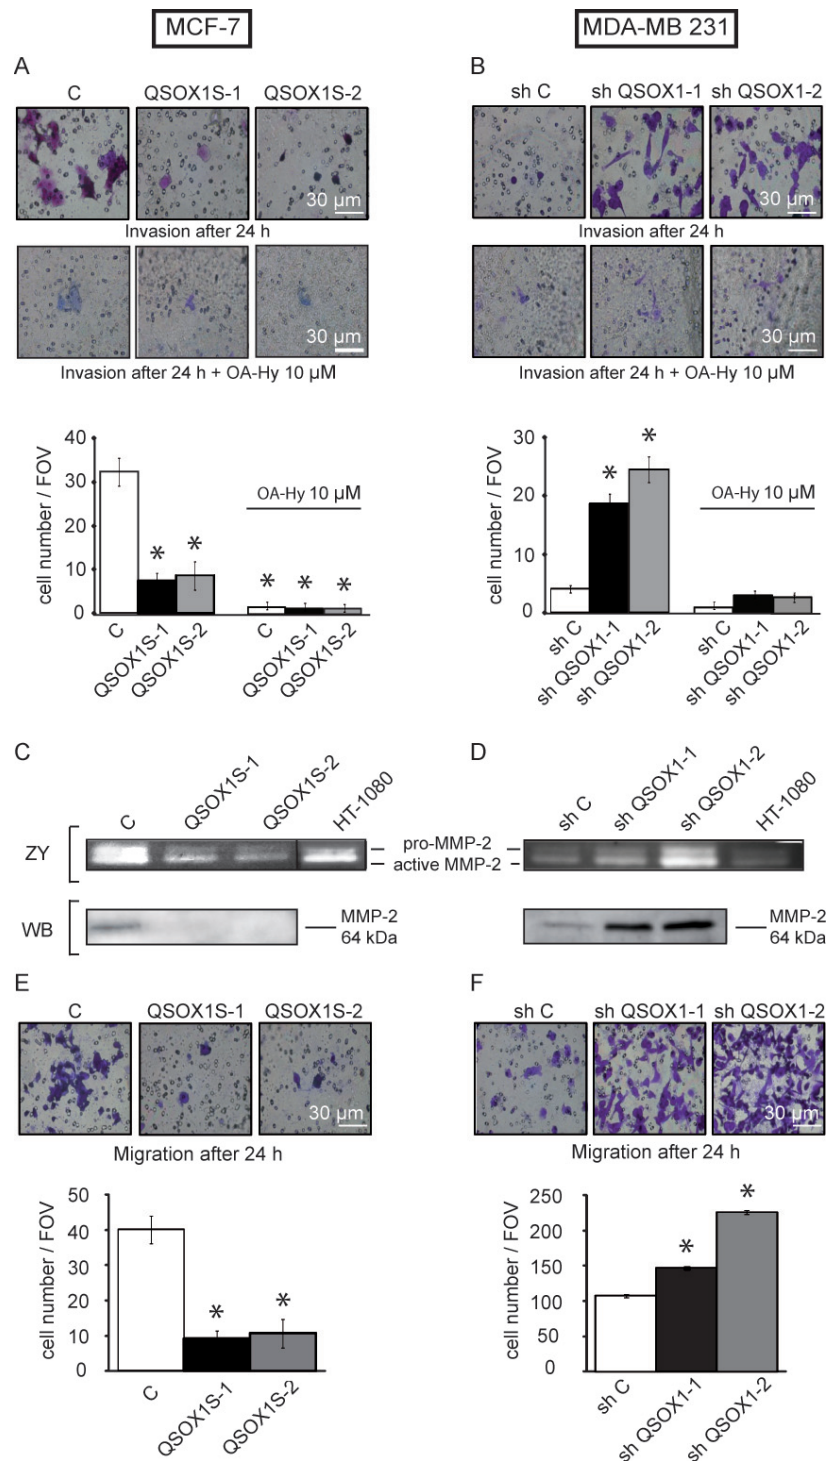 MCF-7
MDA-MB 231
A
C QSOX1S-1 QSOX1S-2
30 µm
Invasion after 24 h
30 µm
Invasion after 24 h + OA-Hy 10 µM
cell number / FOV
40
30
20
10
0
OA-Hy 10 µM
* * * * *
C QSOX1S-1 QSOX1S-2 C QSOX1S-1 QSOX1S-2
B
sh C sh QSOX1-1 sh QSOX1-2
30 µm
Invasion after 24 h
30 µm
Invasion after 24 h + OA-Hy 10 µM
cell number / FOV
30
20
10
0
OA-Hy 10 µM
* *
sh C sh QSOX1-1 sh QSOX1-2 sh C sh QSOX1-1 sh QSOX1-2
C
C QSOX1S-1 QSOX1S-2 HT-1080
ZY
pro-MMP-2
active MMP-2
WB
MMP-2
64 kDa
D
sh C sh QSOX1-1 sh QSOX1-2 HT-1080
MMP-2
64 kDa
E
C QSOX1S-1 QSOX1S-2
30 µm
Migration after 24 h
cell number / FOV
50
40
30
20
10
0
* *
C QSOX1S-1 QSOX1S-2
F
sh C sh QSOX1-1 sh QSOX1-2
30 µm
Migration after 24 h
cell number / FOV
250
200
150
100
50
0
* *
sh C sh QSOX1-1 sh QSOX1-2